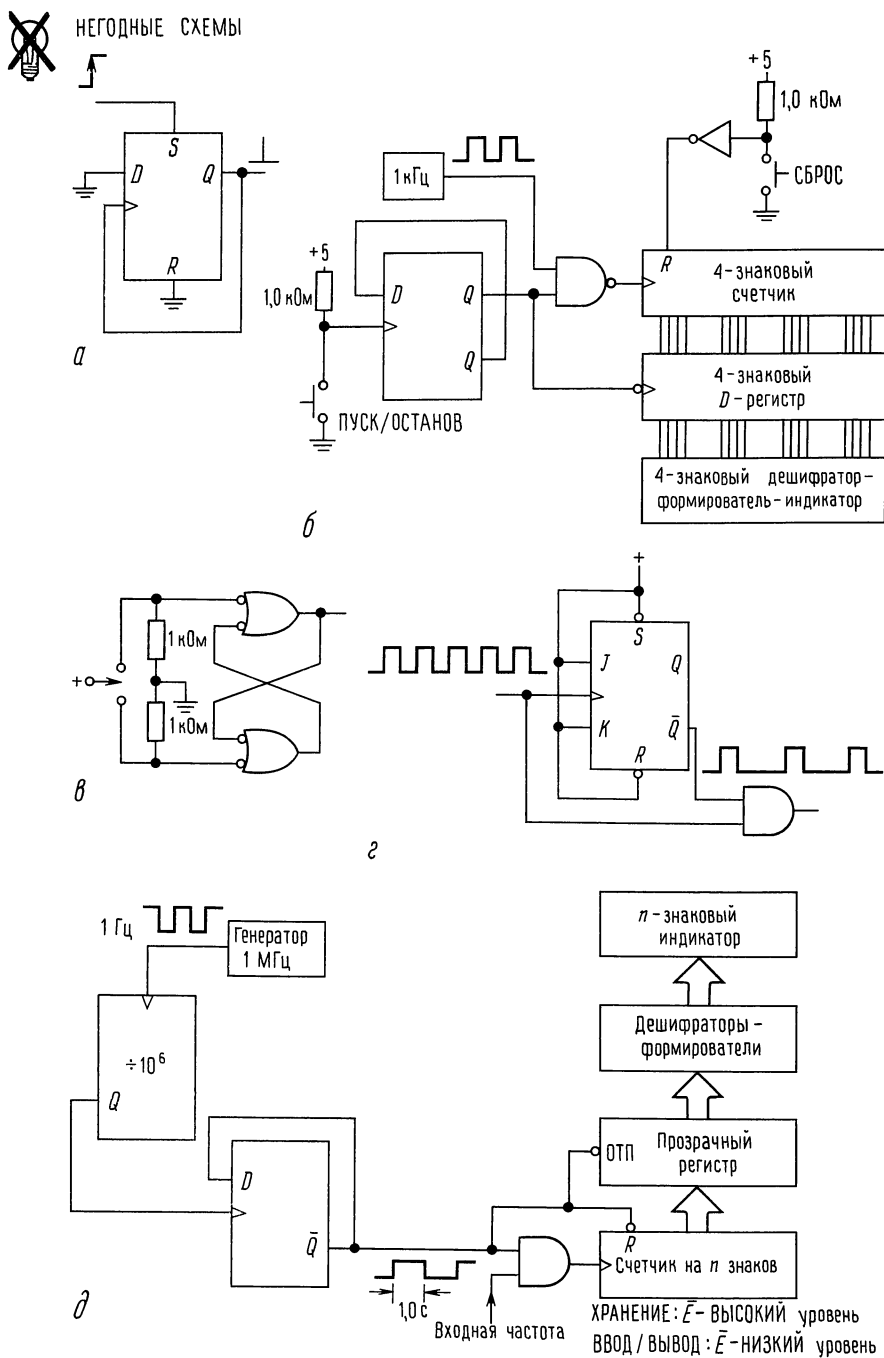 НЕГОДНЫЕ СХЕМЫ
S
D
Q
R
а
+5
1,0 кОм
СБРОС
1 кГц
+5
1,0 кОм
D
Q
Q
ПУСК/ОСТАНОВ
R
4-знаковый
счетчик
4-знаковый
D-регистр
4-знаковый дешифратор-
формирователь-индикатор
б
+
1 кОм
1 кОм
в
+
S
J
Q
K
Q̄
R
г
1 Гц
Генератор
1 МГц
÷10⁶
Q
D
Q̄
1,0 с
Входная частота
n-знаковый
индикатор
Дешифраторы-
формирователи
ОТП
Прозрачный
регистр
R
Счетчик на n знаков
ХРАНЕНИЕ: Ē-ВЫСОКИЙ уровень
ВВОД/ВЫВОД: Ē-НИЗКИЙ уровень
д